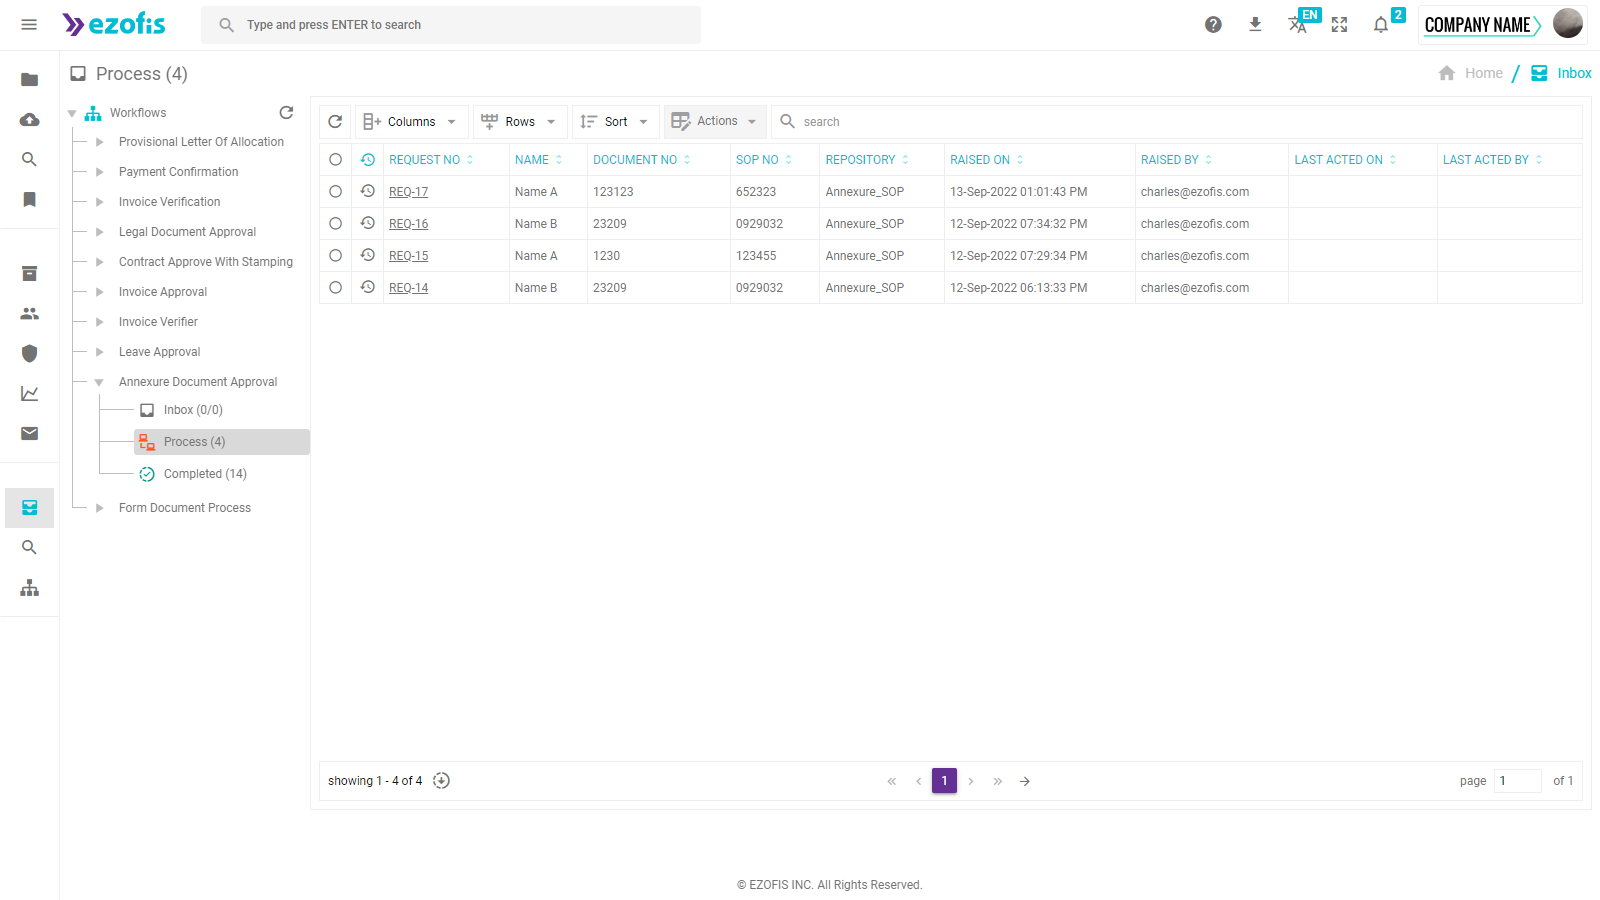 ezofis
Type and press ENTER to search
EN
2
COMPANY NAME
Process (4)
Home / Inbox
Workflows
Provisional Letter Of Allocation
Payment Confirmation
Invoice Verification
Legal Document Approval
Contract Approve With Stamping
Invoice Approval
Invoice Verifier
Leave Approval
Annexure Document Approval
Inbox (0/0)
Process (4)
Completed (14)
Form Document Process
Columns Rows Sort Actions search
REQUEST NO NAME DOCUMENT NO SOP NO REPOSITORY RAISED ON RAISED BY LAST ACTED ON LAST ACTED BY
REQ-17 Name A 123123 652323 Annexure_SOP 13-Sep-2022 01:01:43 PM charles@ezofis.com
REQ-16 Name B 23209 0929032 Annexure_SOP 12-Sep-2022 07:34:32 PM charles@ezofis.com
REQ-15 Name A 1230 123455 Annexure_SOP 12-Sep-2022 07:29:34 PM charles@ezofis.com
REQ-14 Name B 23209 0929032 Annexure_SOP 12-Sep-2022 06:13:33 PM charles@ezofis.com
showing 1 - 4 of 4 « ‹ 1 › » → page 1 of 1
© EZOFIS INC. All Rights Reserved.